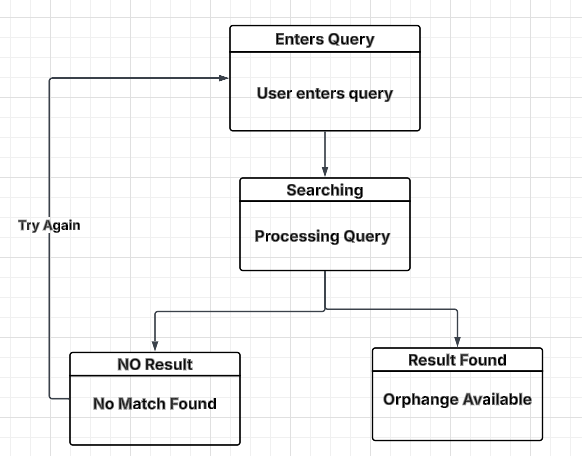 Enters Query
User enters query
Searching
Processing Query
Try Again
NO Result
No Match Found
Result Found
Orphange Available